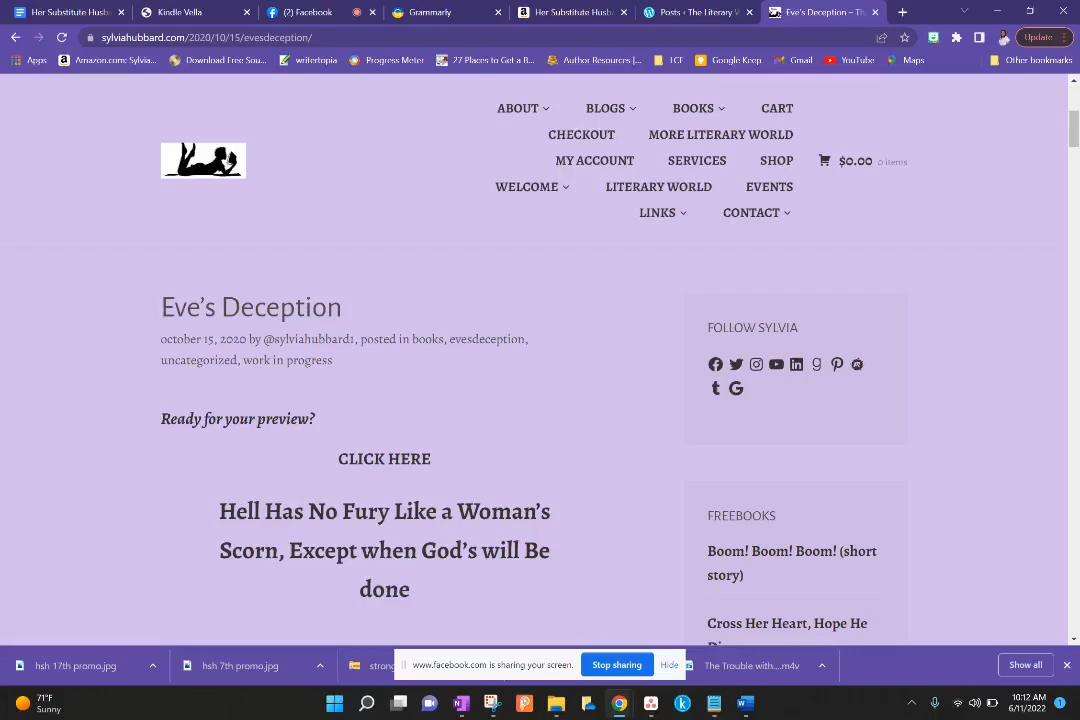 Her Substitute Husb
Kindle Vella
(2) Facebook
Grammarly
Her Substitute Husb
Posts ‹ The Literary W
Eve's Deception – Th
sylviahubbard.com/2020/10/15/evesdeception/
Update
Apps
Amazon.com: Sylvia...
Download Free Sou...
writertopia
Progress Meter
27 Places to Get a B...
Author Resources |...
LCF
Google Keep
Gmail
YouTube
Maps
Other bookmarks
ABOUT
BLOGS
BOOKS
CART
CHECKOUT
MORE LITERARY WORLD
MY ACCOUNT
SERVICES
SHOP
$0.00 0 items
WELCOME
LITERARY WORLD
EVENTS
LINKS
CONTACT
Eve's Deception
october 15, 2020 by @sylviahubbard1, posted in books, evesdeception,
uncategorized, work in progress
Ready for your preview?
CLICK HERE
Hell Has No Fury Like a Woman's
Scorn, Except when God's will Be
done
FOLLOW SYLVIA
FREEBOOKS
Boom! Boom! Boom! (short
story)
Cross Her Heart, Hope He
hsh 17th promo.jpg
hsh 7th promo.jpg
stron
www.facebook.com is sharing your screen.
Stop sharing
Hide
The Trouble with....m4v
Show all
71°F
Sunny
10:12 AM
6/11/2022